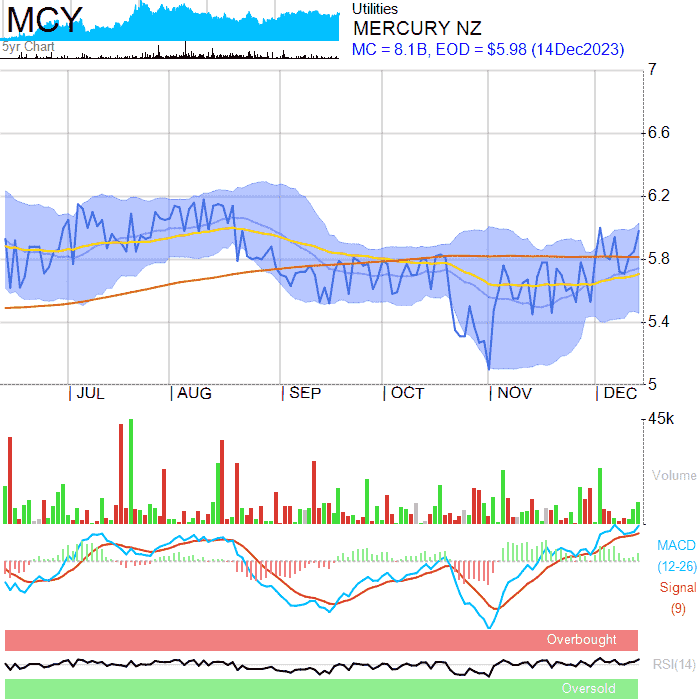 MCY
5yr Chart
Utilities
MERCURY NZ
MC = 8.1B, EOD = $5.98 (14Dec2023)
7
6.6
6.2
5.8
5.4
5
JUL AUG SEP OCT NOV DEC
45k
Volume
MACD
(12-26)
Signal
(9)
Overbought
RSI(14)
Oversold